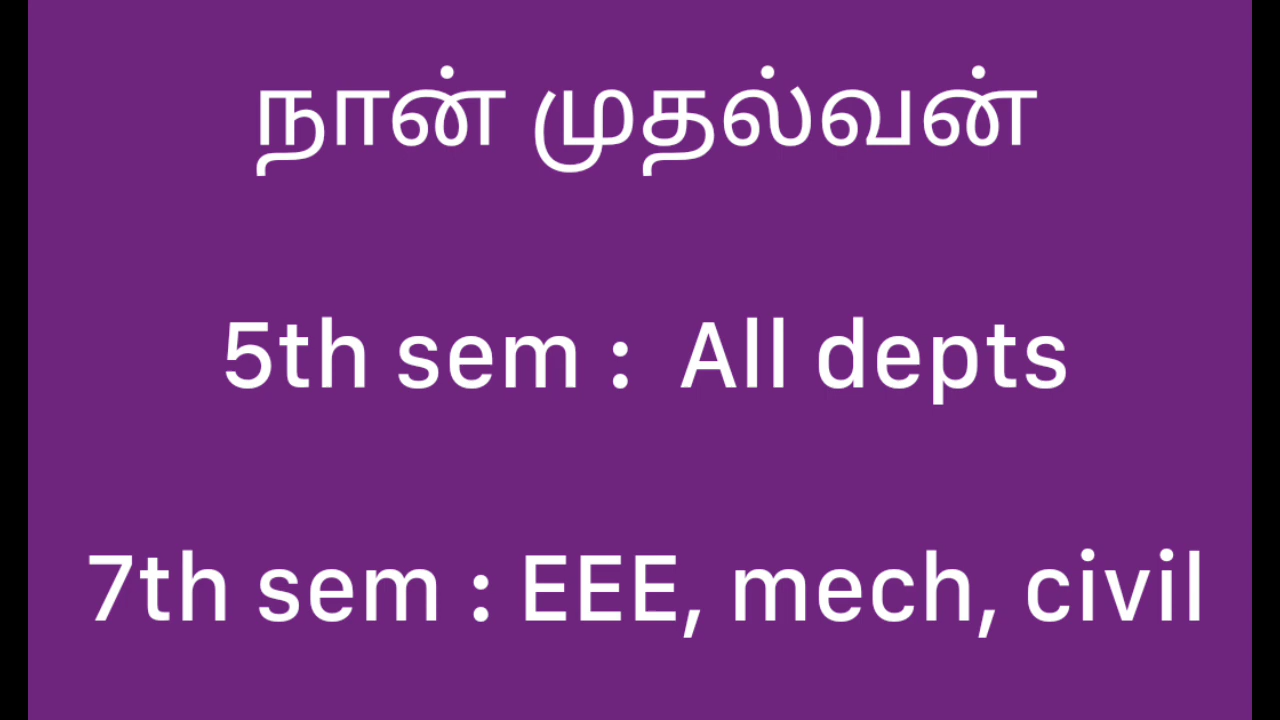 நான் முதல்வன்
5th sem : All depts
7th sem : EEE, mech, civil